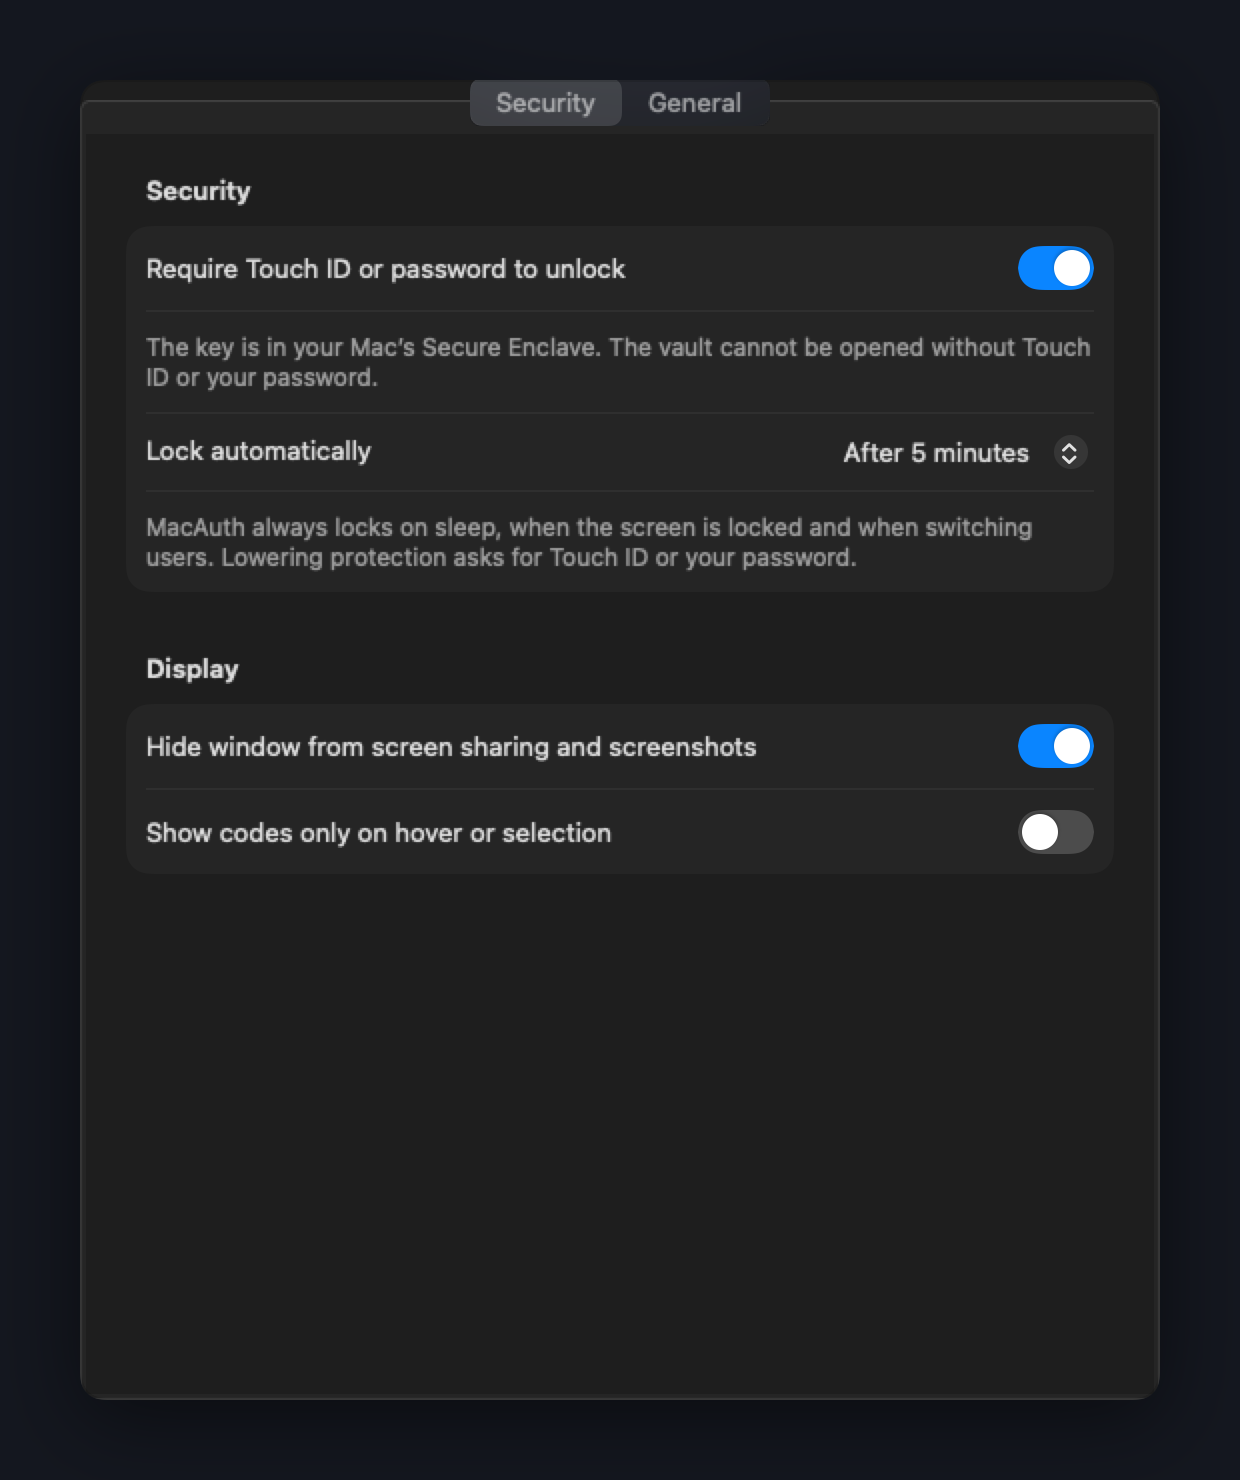 Security General
Security
Require Touch ID or password to unlock
The key is in your Mac’s Secure Enclave. The vault cannot be opened without Touch
ID or your password.
Lock automatically After 5 minutes
MacAuth always locks on sleep, when the screen is locked and when switching
users. Lowering protection asks for Touch ID or your password.
Display
Hide window from screen sharing and screenshots
Show codes only on hover or selection